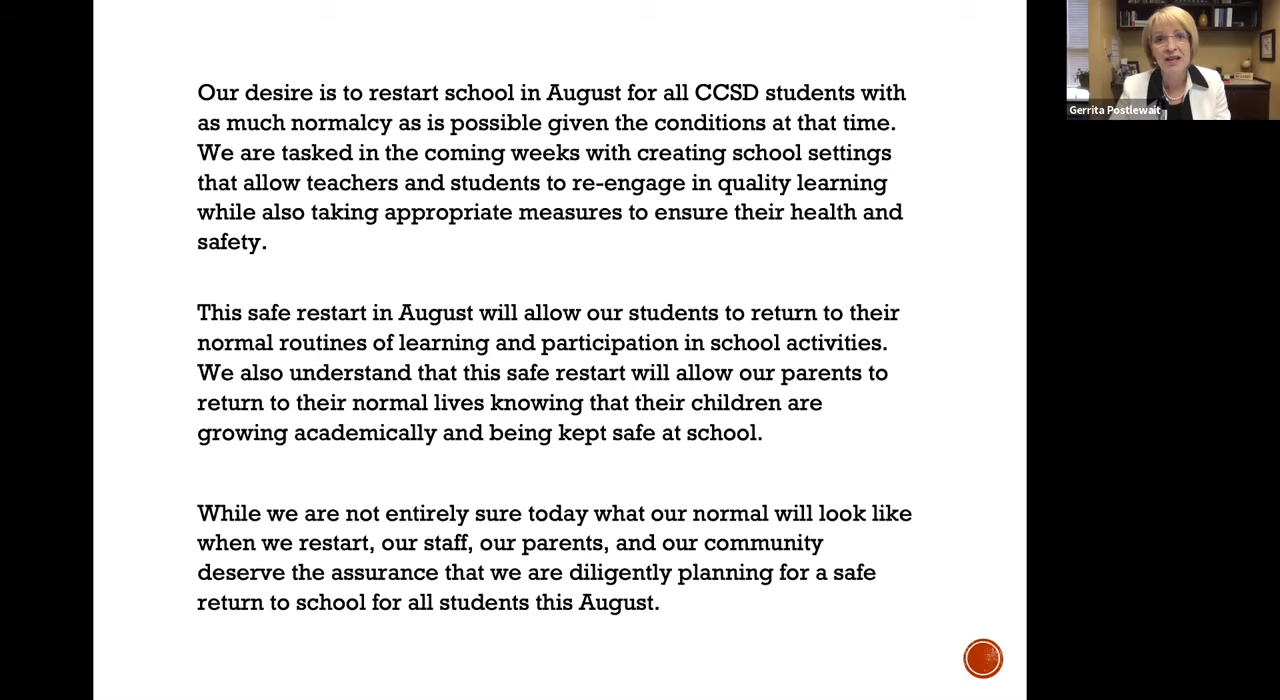 Our desire is to restart school in August for all CCSD students with
as much normalcy as is possible given the conditions at that time.
We are tasked in the coming weeks with creating school settings
that allow teachers and students to re-engage in quality learning
while also taking appropriate measures to ensure their health and
safety.
This safe restart in August will allow our students to return to their
normal routines of learning and participation in school activities.
We also understand that this safe restart will allow our parents to
return to their normal lives knowing that their children are
growing academically and being kept safe at school.
While we are not entirely sure today what our normal will look like
when we restart, our staff, our parents, and our community
deserve the assurance that we are diligently planning for a safe
return to school for all students this August.
Gerrita Postlewait